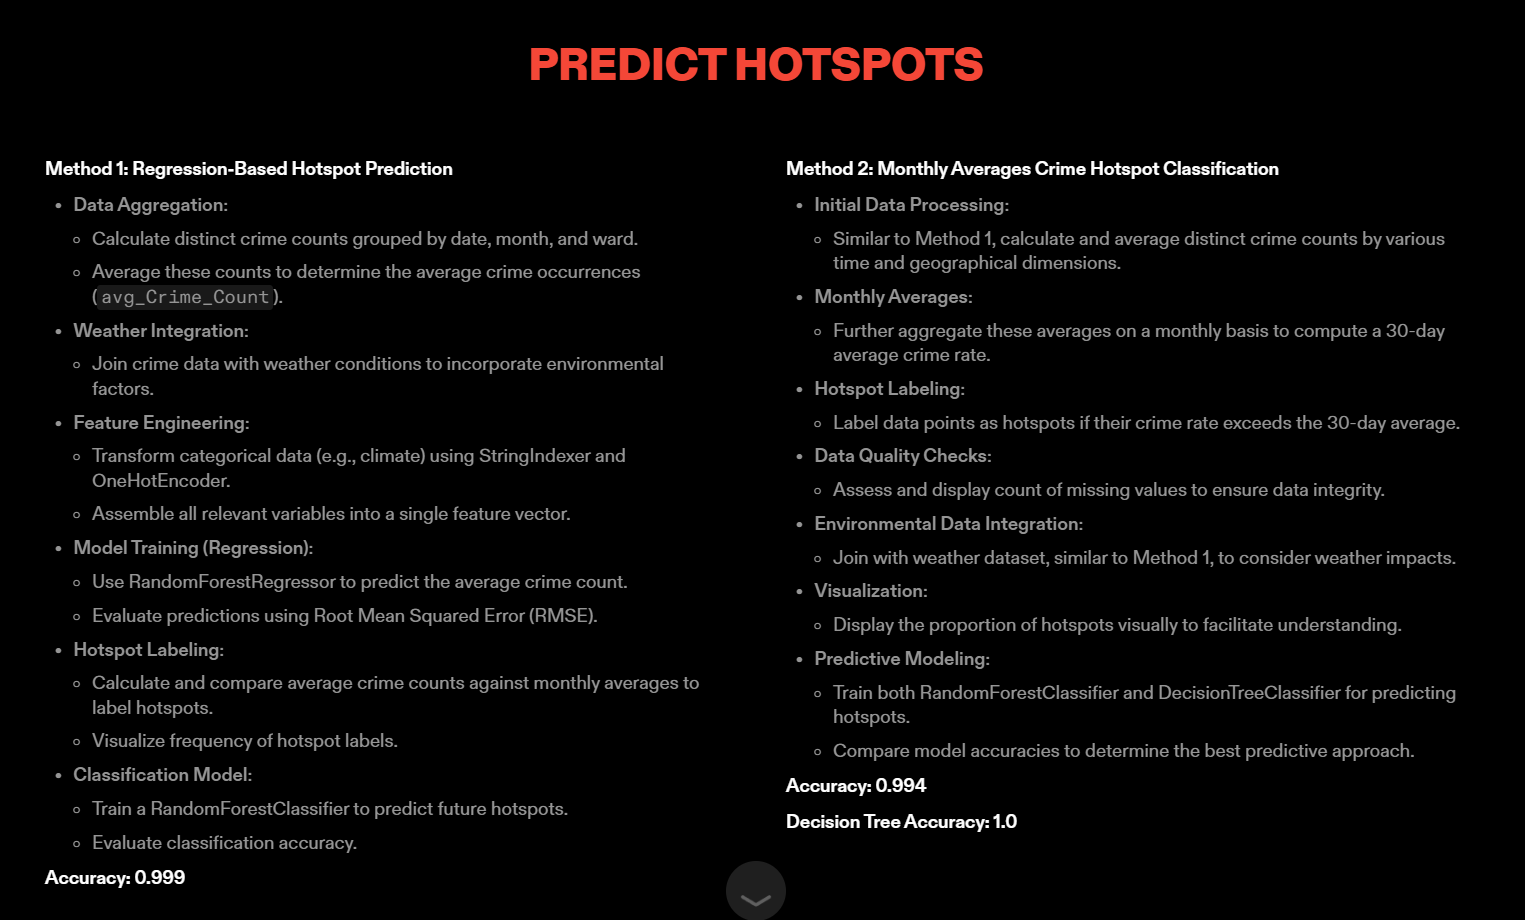 PREDICT HOTSPOTS
Method 1: Regression-Based Hotspot Prediction
• Data Aggregation:
◦ Calculate distinct crime counts grouped by date, month, and ward.
◦ Average these counts to determine the average crime occurrences
(avg_Crime_Count).
• Weather Integration:
◦ Join crime data with weather conditions to incorporate environmental
factors.
• Feature Engineering:
◦ Transform categorical data (e.g., climate) using StringIndexer and
OneHotEncoder.
◦ Assemble all relevant variables into a single feature vector.
• Model Training (Regression):
◦ Use RandomForestRegressor to predict the average crime count.
◦ Evaluate predictions using Root Mean Squared Error (RMSE).
• Hotspot Labeling:
◦ Calculate and compare average crime counts against monthly averages to
label hotspots.
◦ Visualize frequency of hotspot labels.
• Classification Model:
◦ Train a RandomForestClassifier to predict future hotspots.
◦ Evaluate classification accuracy.
Accuracy: 0.999
Method 2: Monthly Averages Crime Hotspot Classification
• Initial Data Processing:
◦ Similar to Method 1, calculate and average distinct crime counts by various
time and geographical dimensions.
• Monthly Averages:
◦ Further aggregate these averages on a monthly basis to compute a 30-day
average crime rate.
• Hotspot Labeling:
◦ Label data points as hotspots if their crime rate exceeds the 30-day average.
• Data Quality Checks:
◦ Assess and display count of missing values to ensure data integrity.
• Environmental Data Integration:
◦ Join with weather dataset, similar to Method 1, to consider weather impacts.
• Visualization:
◦ Display the proportion of hotspots visually to facilitate understanding.
• Predictive Modeling:
◦ Train both RandomForestClassifier and DecisionTreeClassifier for predicting
hotspots.
◦ Compare model accuracies to determine the best predictive approach.
Accuracy: 0.994
Decision Tree Accuracy: 1.0